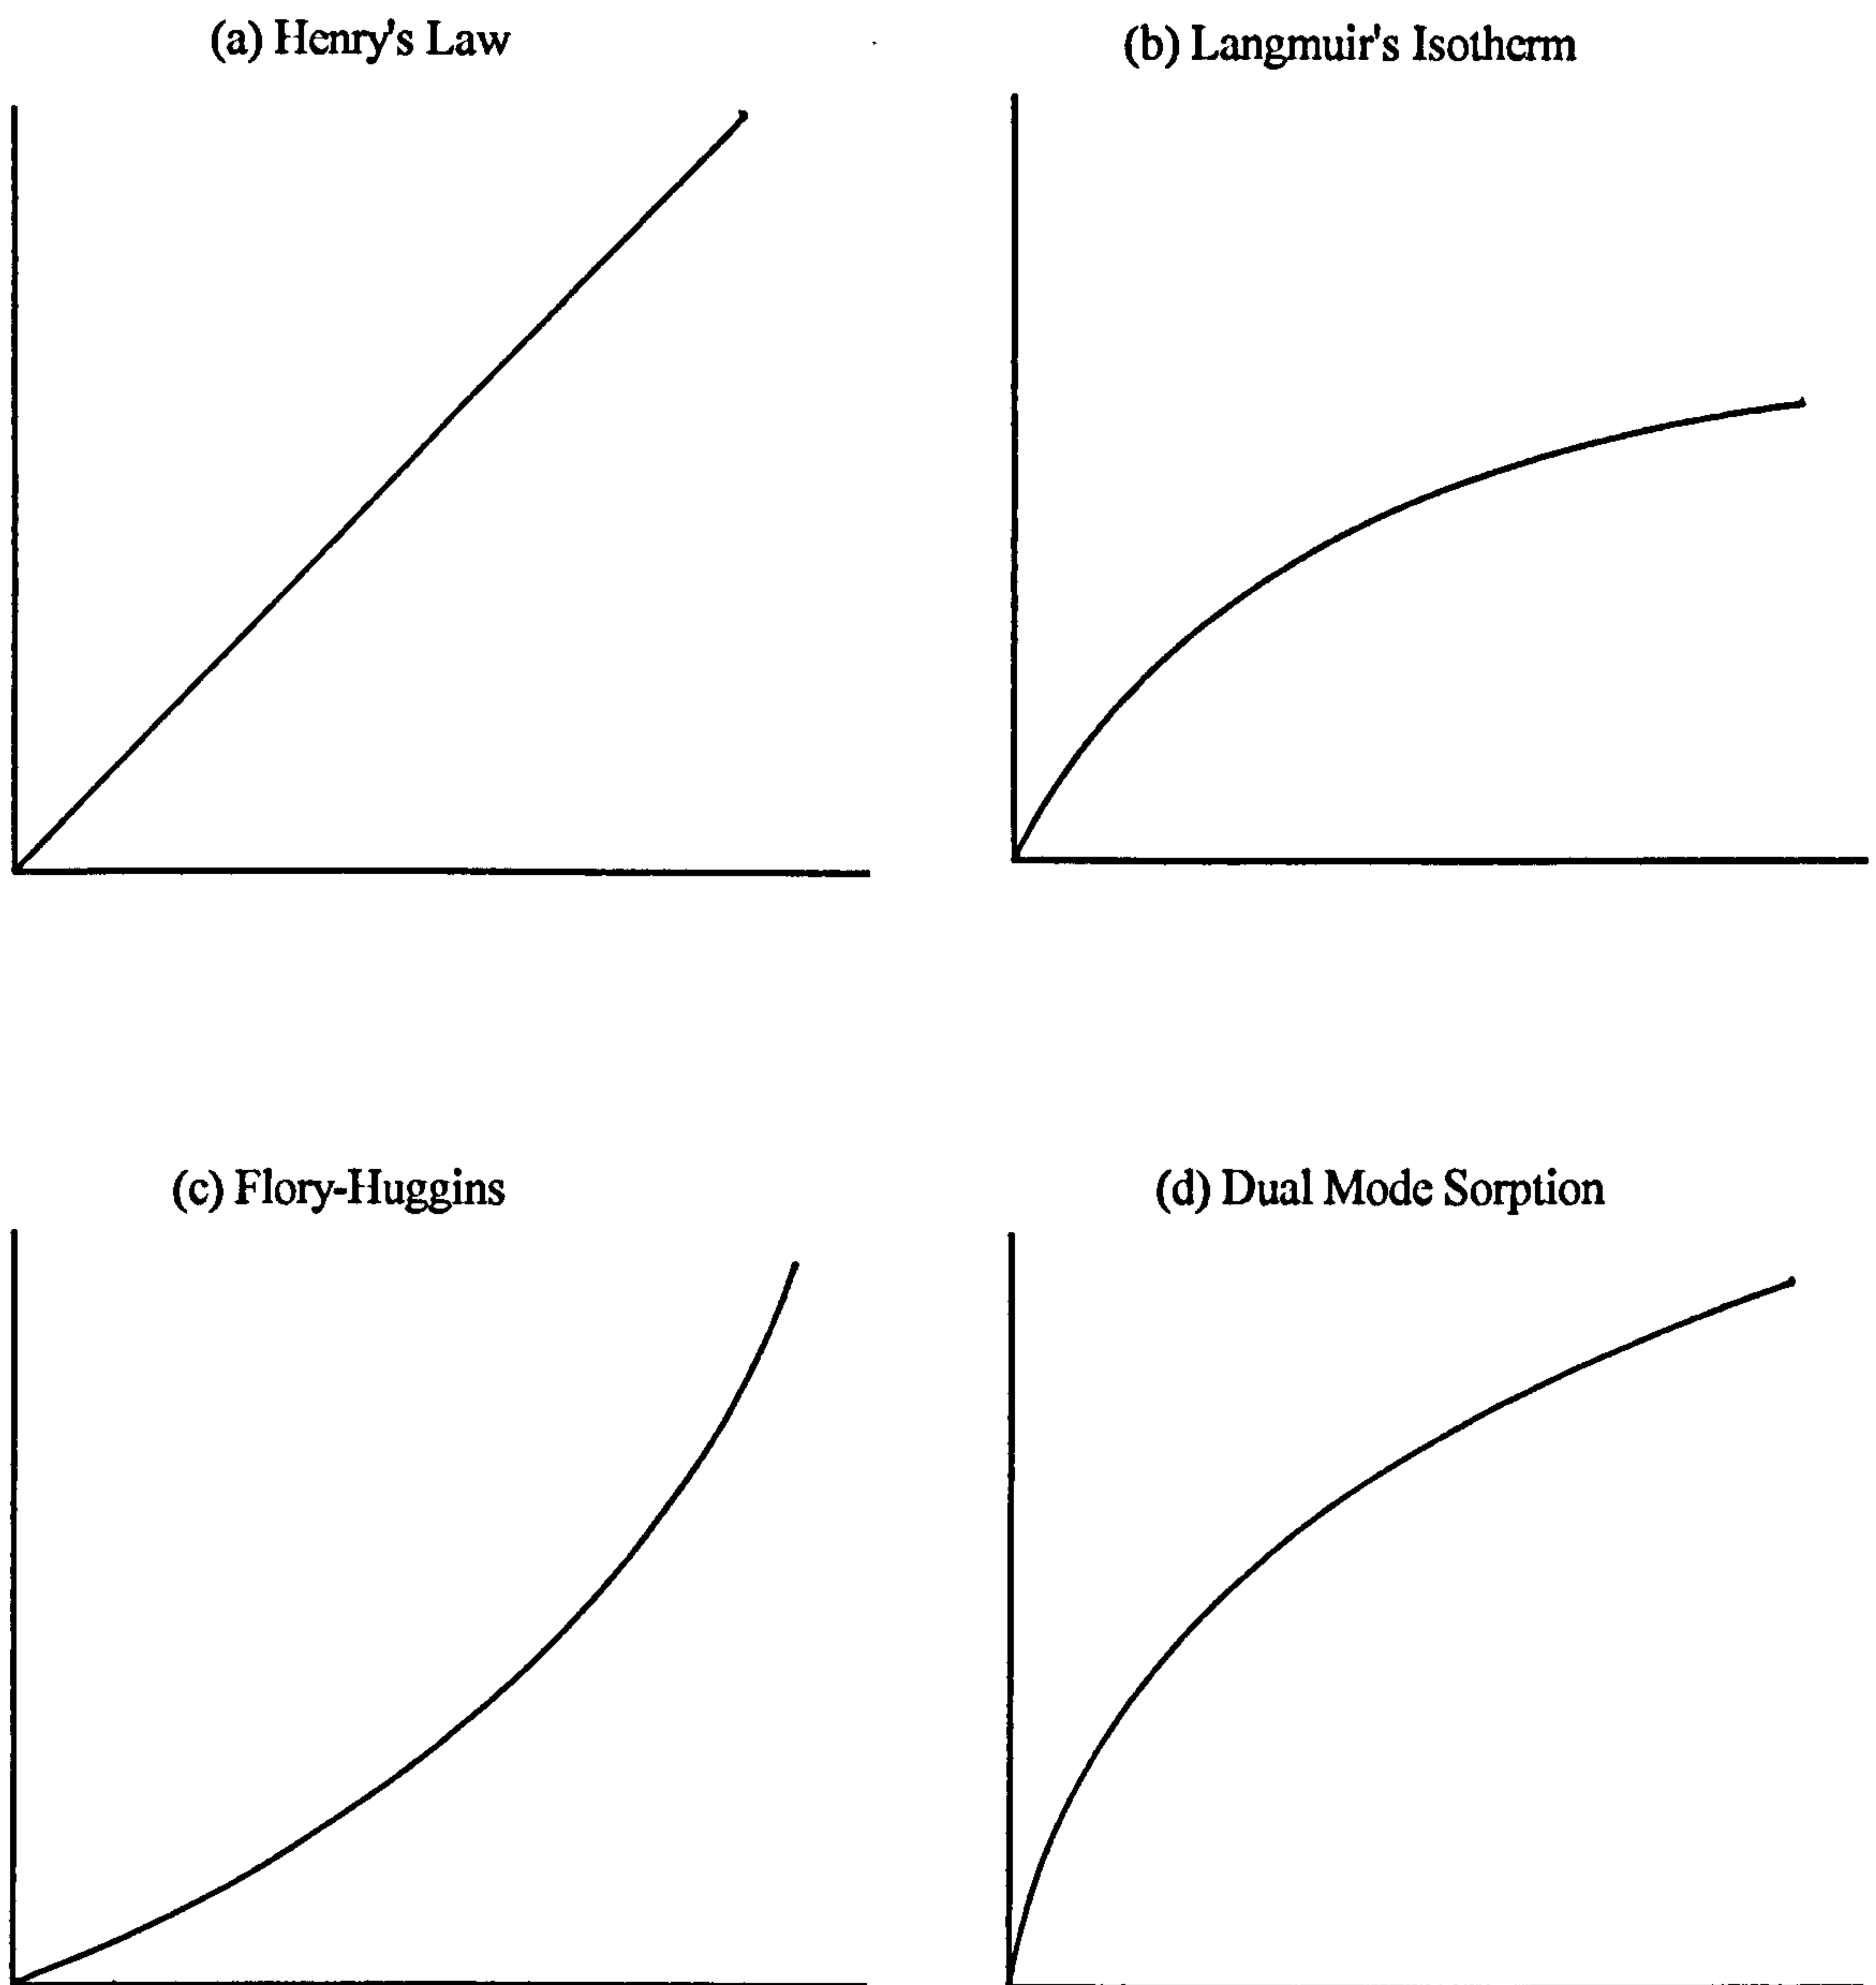 (a) Henry's Law
(b) Langmuir's Isotherm
(c) Flory-Huggins
(d) Dual Mode Sorption